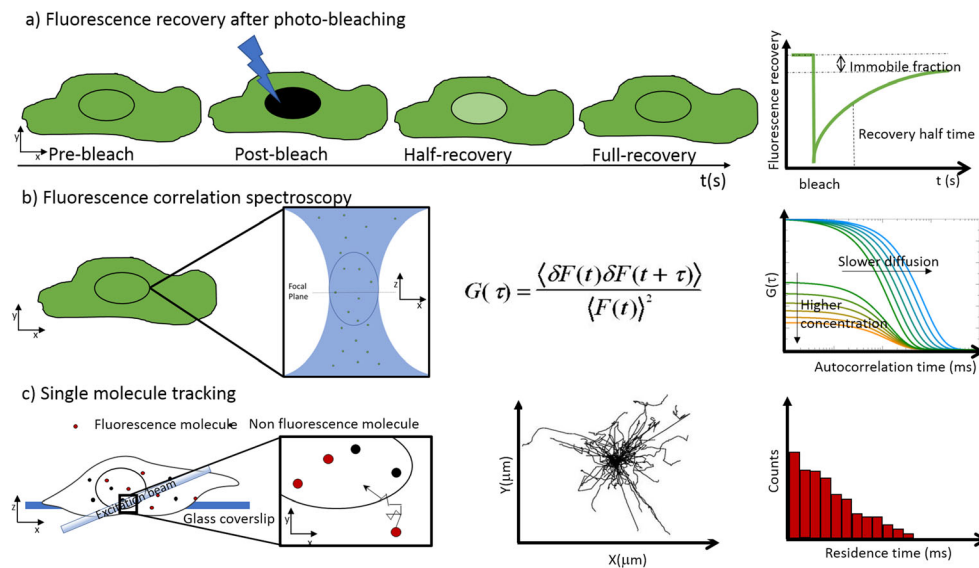 a) Fluorescence recovery after photo-bleaching
y
x
Pre-bleach
Post-bleach
Half-recovery
Full-recovery
t(s)
Fluorescence recovery
Immobile fraction
Recovery half time
bleach
t (s)
b) Fluorescence correlation spectroscopy
y
x
Focal
Plane
z
x
G( τ) = ⟨δF(t)δF(t + τ)⟩ / ⟨F(t)⟩²
G(τ)
Slower diffusion
Higher
concentration
Autocorrelation time (ms)
c) Single molecule tracking
Fluorescence molecule
Non fluorescence molecule
z
x
Excitation beam
Glass coverslip
y
x
Y(μm)
X(μm)
Counts
Residence time (ms)